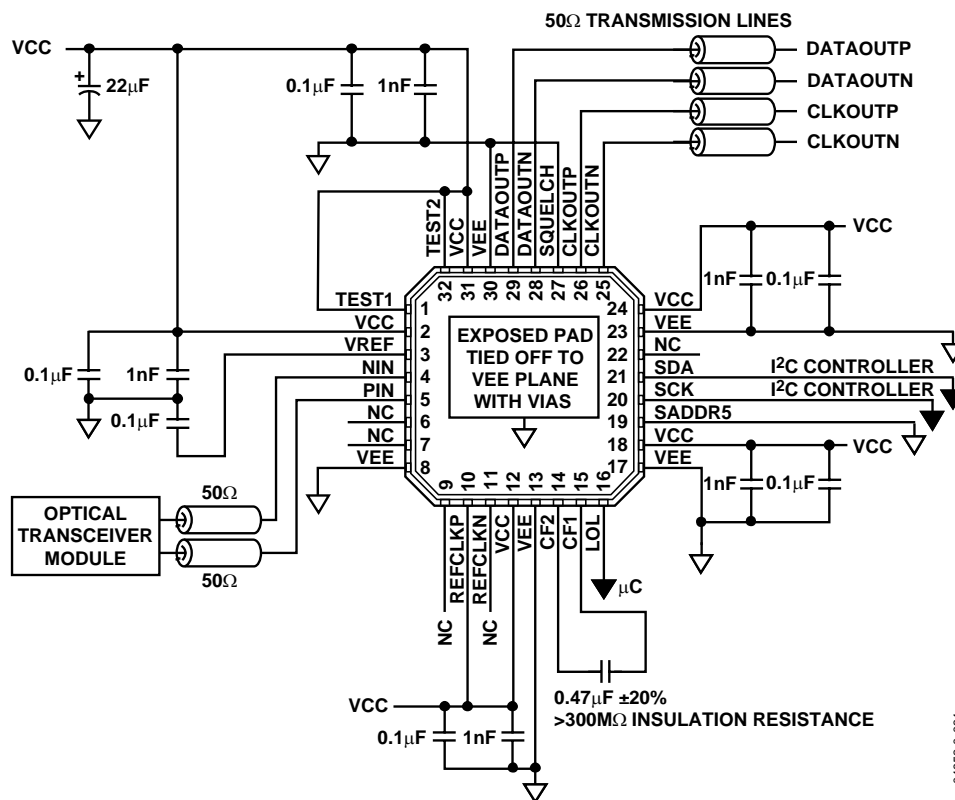 50Ω TRANSMISSION LINES
VCC
DATAOUTP
22µF
0.1µF
1nF
DATAOUTN
CLKOUTP
CLKOUTN
TEST2
VCC
VEE
DATAOUTP
DATAOUTN
SQUELCH
CLKOUTP
CLKOUTN
VCC
1nF
0.1µF
32
31
30
29
28
27
26
25
TEST1
1
24
VCC
VCC
2
23
VEE
VREF
3
22
NC
NIN
4
21
SDA
I²C CONTROLLER
PIN
5
20
SCK
I²C CONTROLLER
NC
6
19
SADDR5
NC
7
18
VCC
VCC
VEE
8
17
VEE
EXPOSED PAD
TIED OFF TO
VEE PLANE
WITH VIAS
0.1µF
1nF
0.1µF
1nF
0.1µF
9
10
11
12
13
14
15
16
50Ω
OPTICAL
TRANSCEIVER
MODULE
50Ω
NC
REFCLKP
REFCLKN
NC
VCC
VEE
CF2
CF1
LOL
µC
VCC
0.1µF
1nF
0.47µF ±20%
>300MΩ INSULATION RESISTANCE